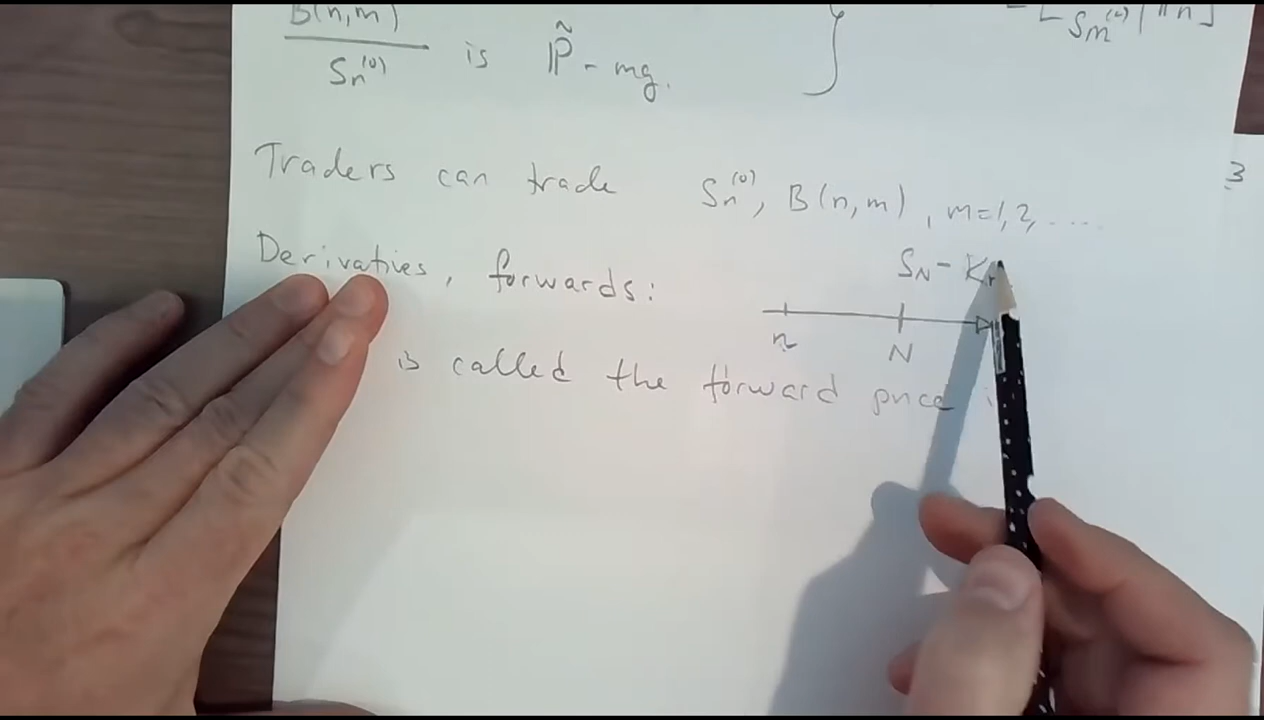 B(n,m)
Sn^(0) is P̃ - mg.
Sm^(0)
Traders can trade Sn^(0), B(n,m), m=1,2, ....
3
Derivatives, forwards: SN - K
n N
is called the forward price